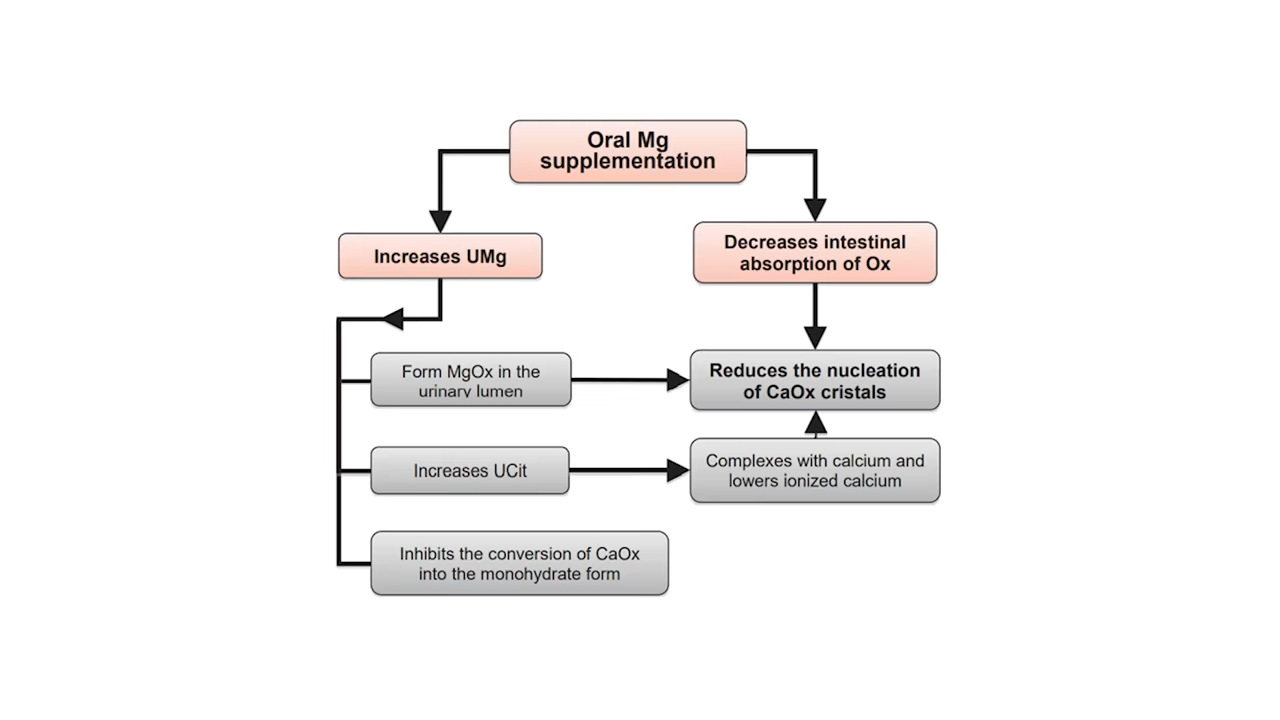 Oral Mg
supplementation
Increases UMg
Decreases intestinal
absorption of Ox
Form MgOx in the
urinary lumen
Reduces the nucleation
of CaOx cristals
Increases UCit
Complexes with calcium and
lowers ionized calcium
Inhibits the conversion of CaOx
into the monohydrate form